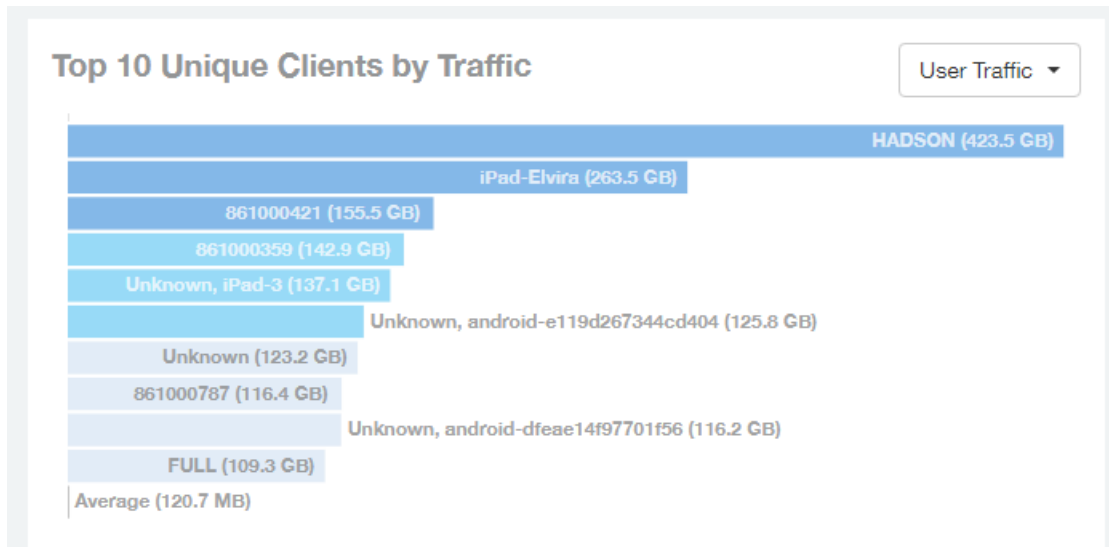 Top 10 Unique Clients by Traffic
User Traffic
HADSON (423.5 GB)
iPad-Elvira (263.5 GB)
861000421 (155.5 GB)
861000359 (142.9 GB)
Unknown, iPad-3 (137.1 GB)
Unknown, android-e119d267344cd404 (125.8 GB)
Unknown (123.2 GB)
861000787 (116.4 GB)
Unknown, android-dfeae14f97701f56 (116.2 GB)
FULL (109.3 GB)
Average (120.7 MB)